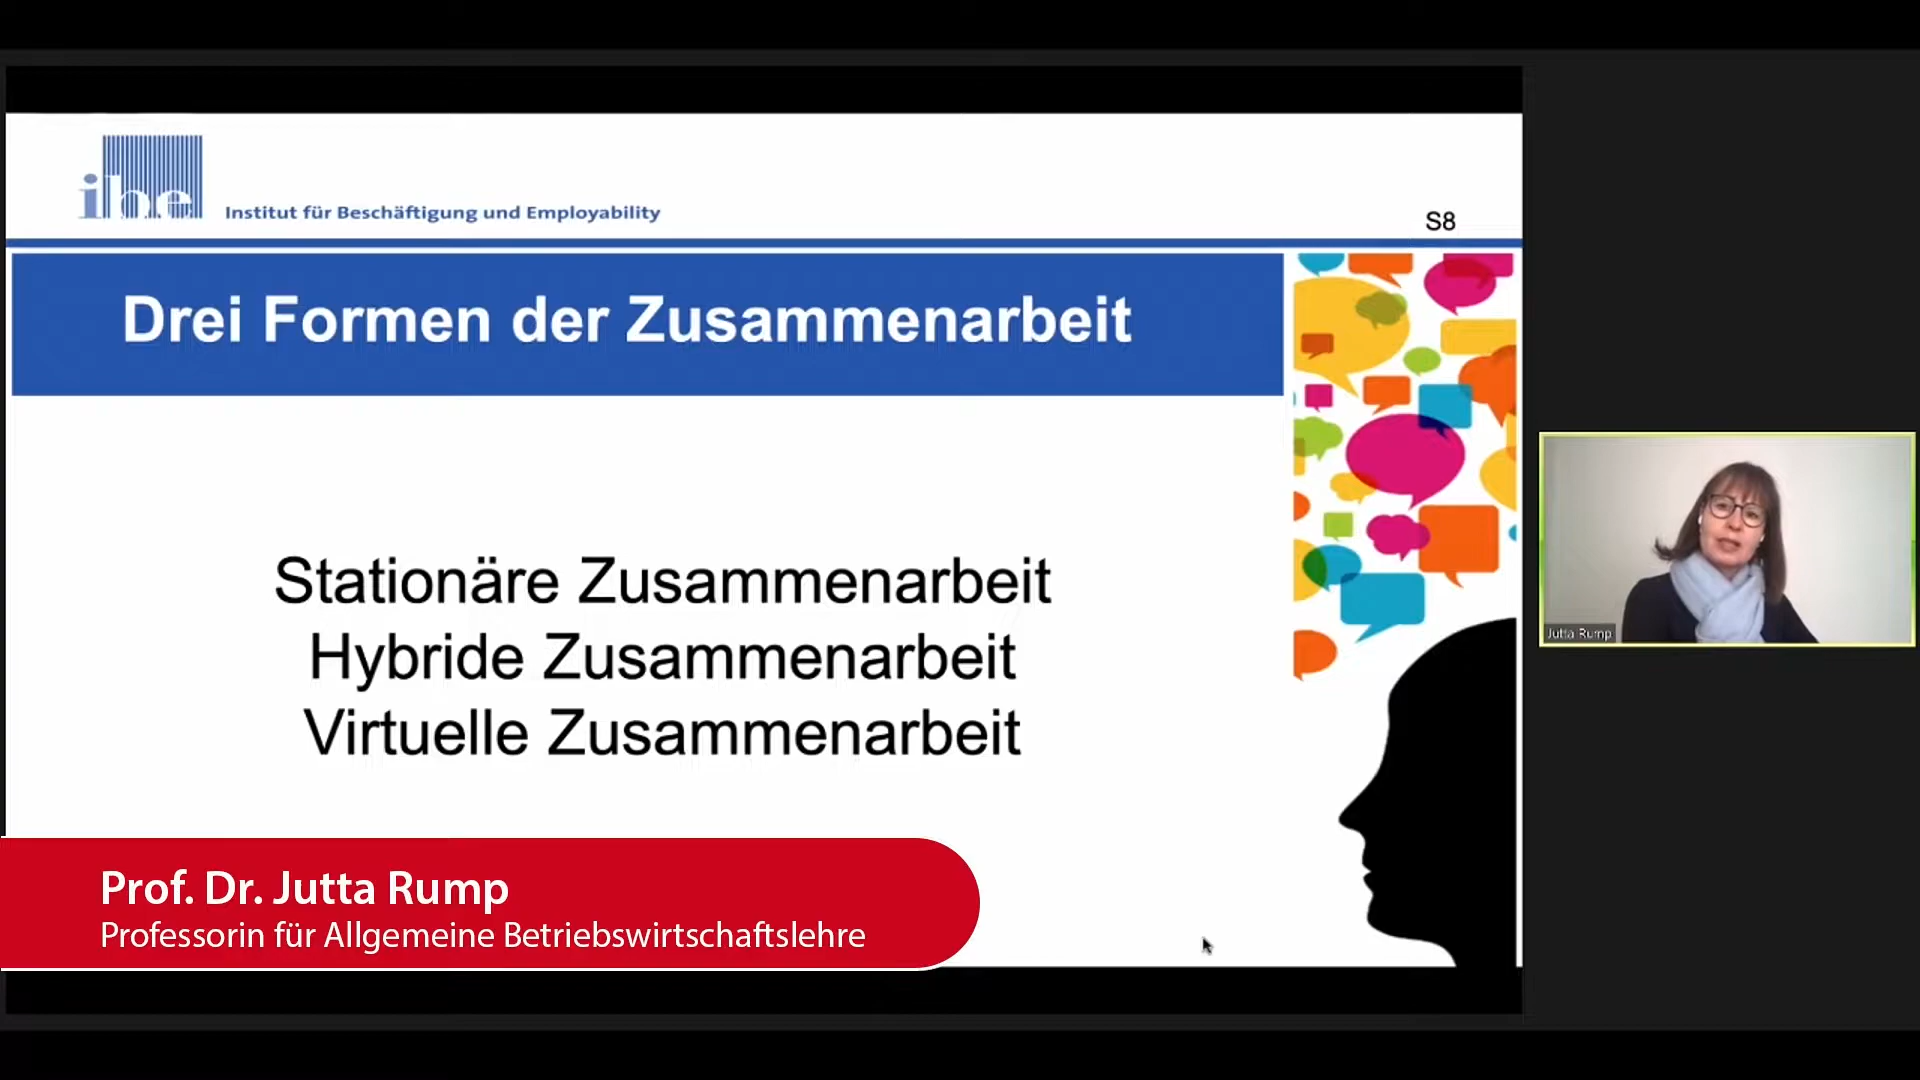 ibe
Institut für Beschäftigung und Employability
S8
Drei Formen der Zusammenarbeit
Stationäre Zusammenarbeit
Hybride Zusammenarbeit
Virtuelle Zusammenarbeit
Jutta Rump
Prof. Dr. Jutta Rump
Professorin für Allgemeine Betriebswirtschaftslehre